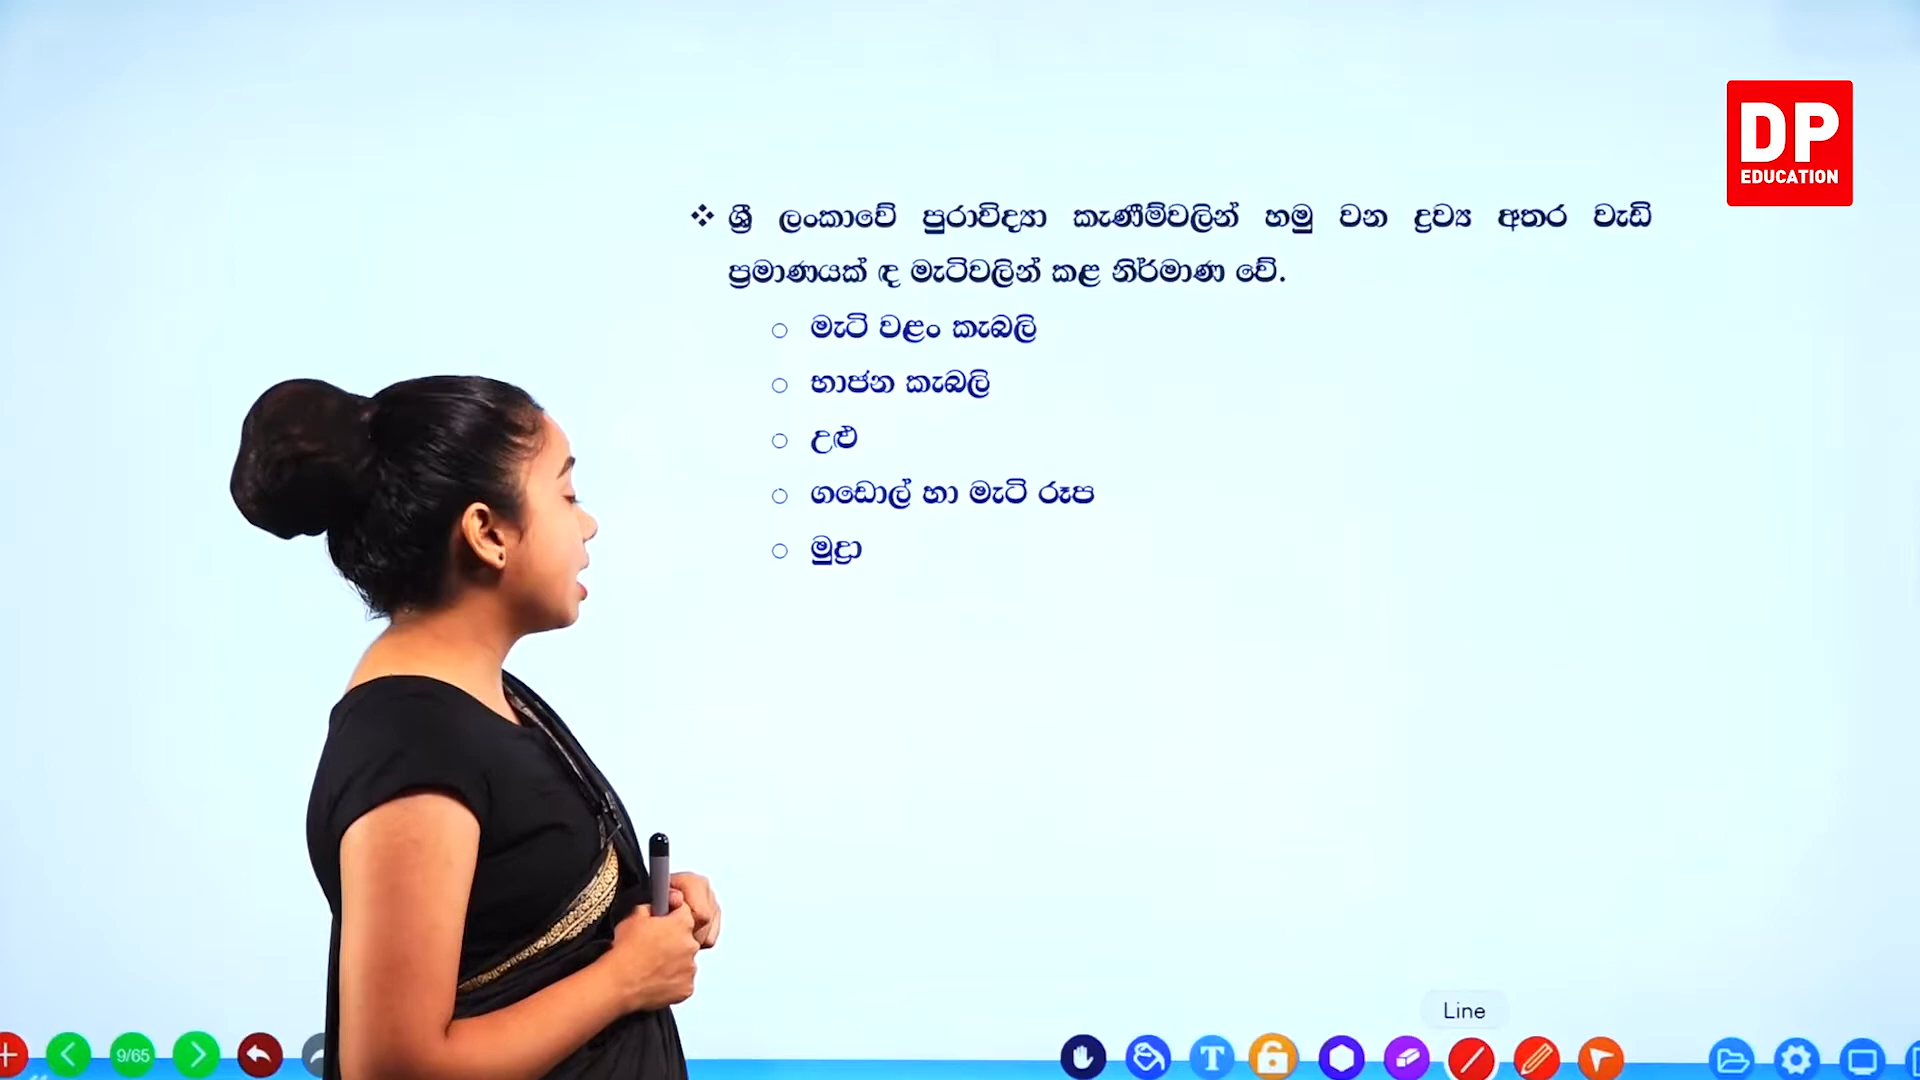 DP
EDUCATION
❖ ශ්‍රී ලංකාවේ පුරාවිද්‍යා කැණීම්වලින් හමු වන ද්‍රව්‍ය අතර වැඩි
ප්‍රමාණයක් ද මැටිවලින් කළ නිර්මාණ වේ.
○ මැටි වළං කැබලි
○ භාජන කැබලි
○ උළු
○ ගඩොල් හා මැටි රූප
○ මුද්‍රා
Line
9/65
T